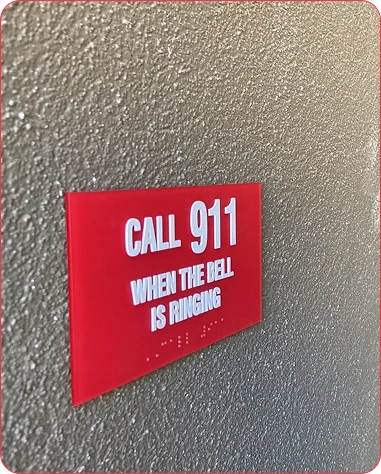 CALL 911
WHEN THE BELL
IS RINGING